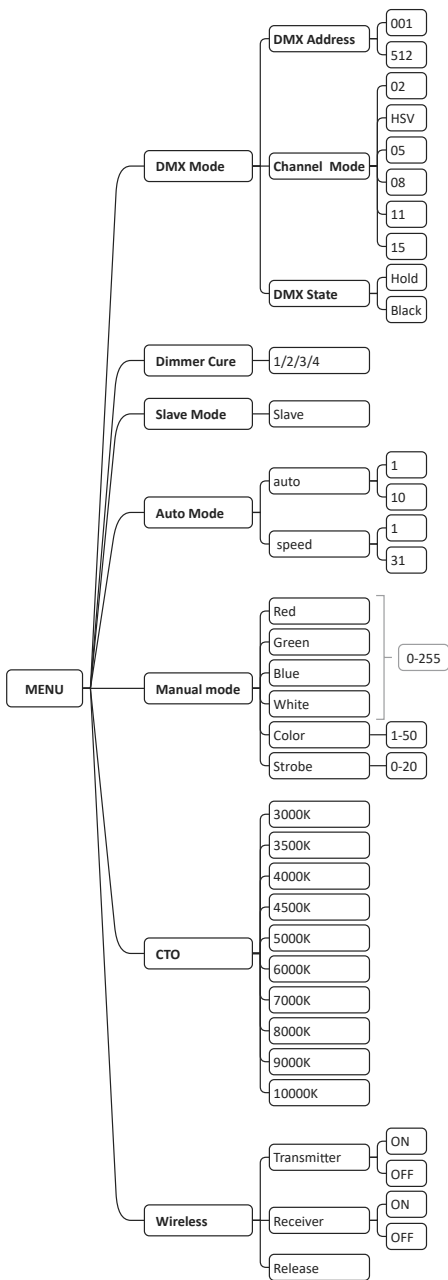 MENU
DMX Mode
DMX Address
001
512
Channel Mode
02
HSV
05
08
11
15
DMX State
Hold
Black
Dimmer Cure
1/2/3/4
Slave Mode
Slave
Auto Mode
auto
1
10
speed
1
31
Manual mode
Red
Green
Blue
White
0-255
Color
1-50
Strobe
0-20
CTO
3000K
3500K
4000K
4500K
5000K
6000K
7000K
8000K
9000K
10000K
Wireless
Transmitter
ON
OFF
Receiver
ON
OFF
Release